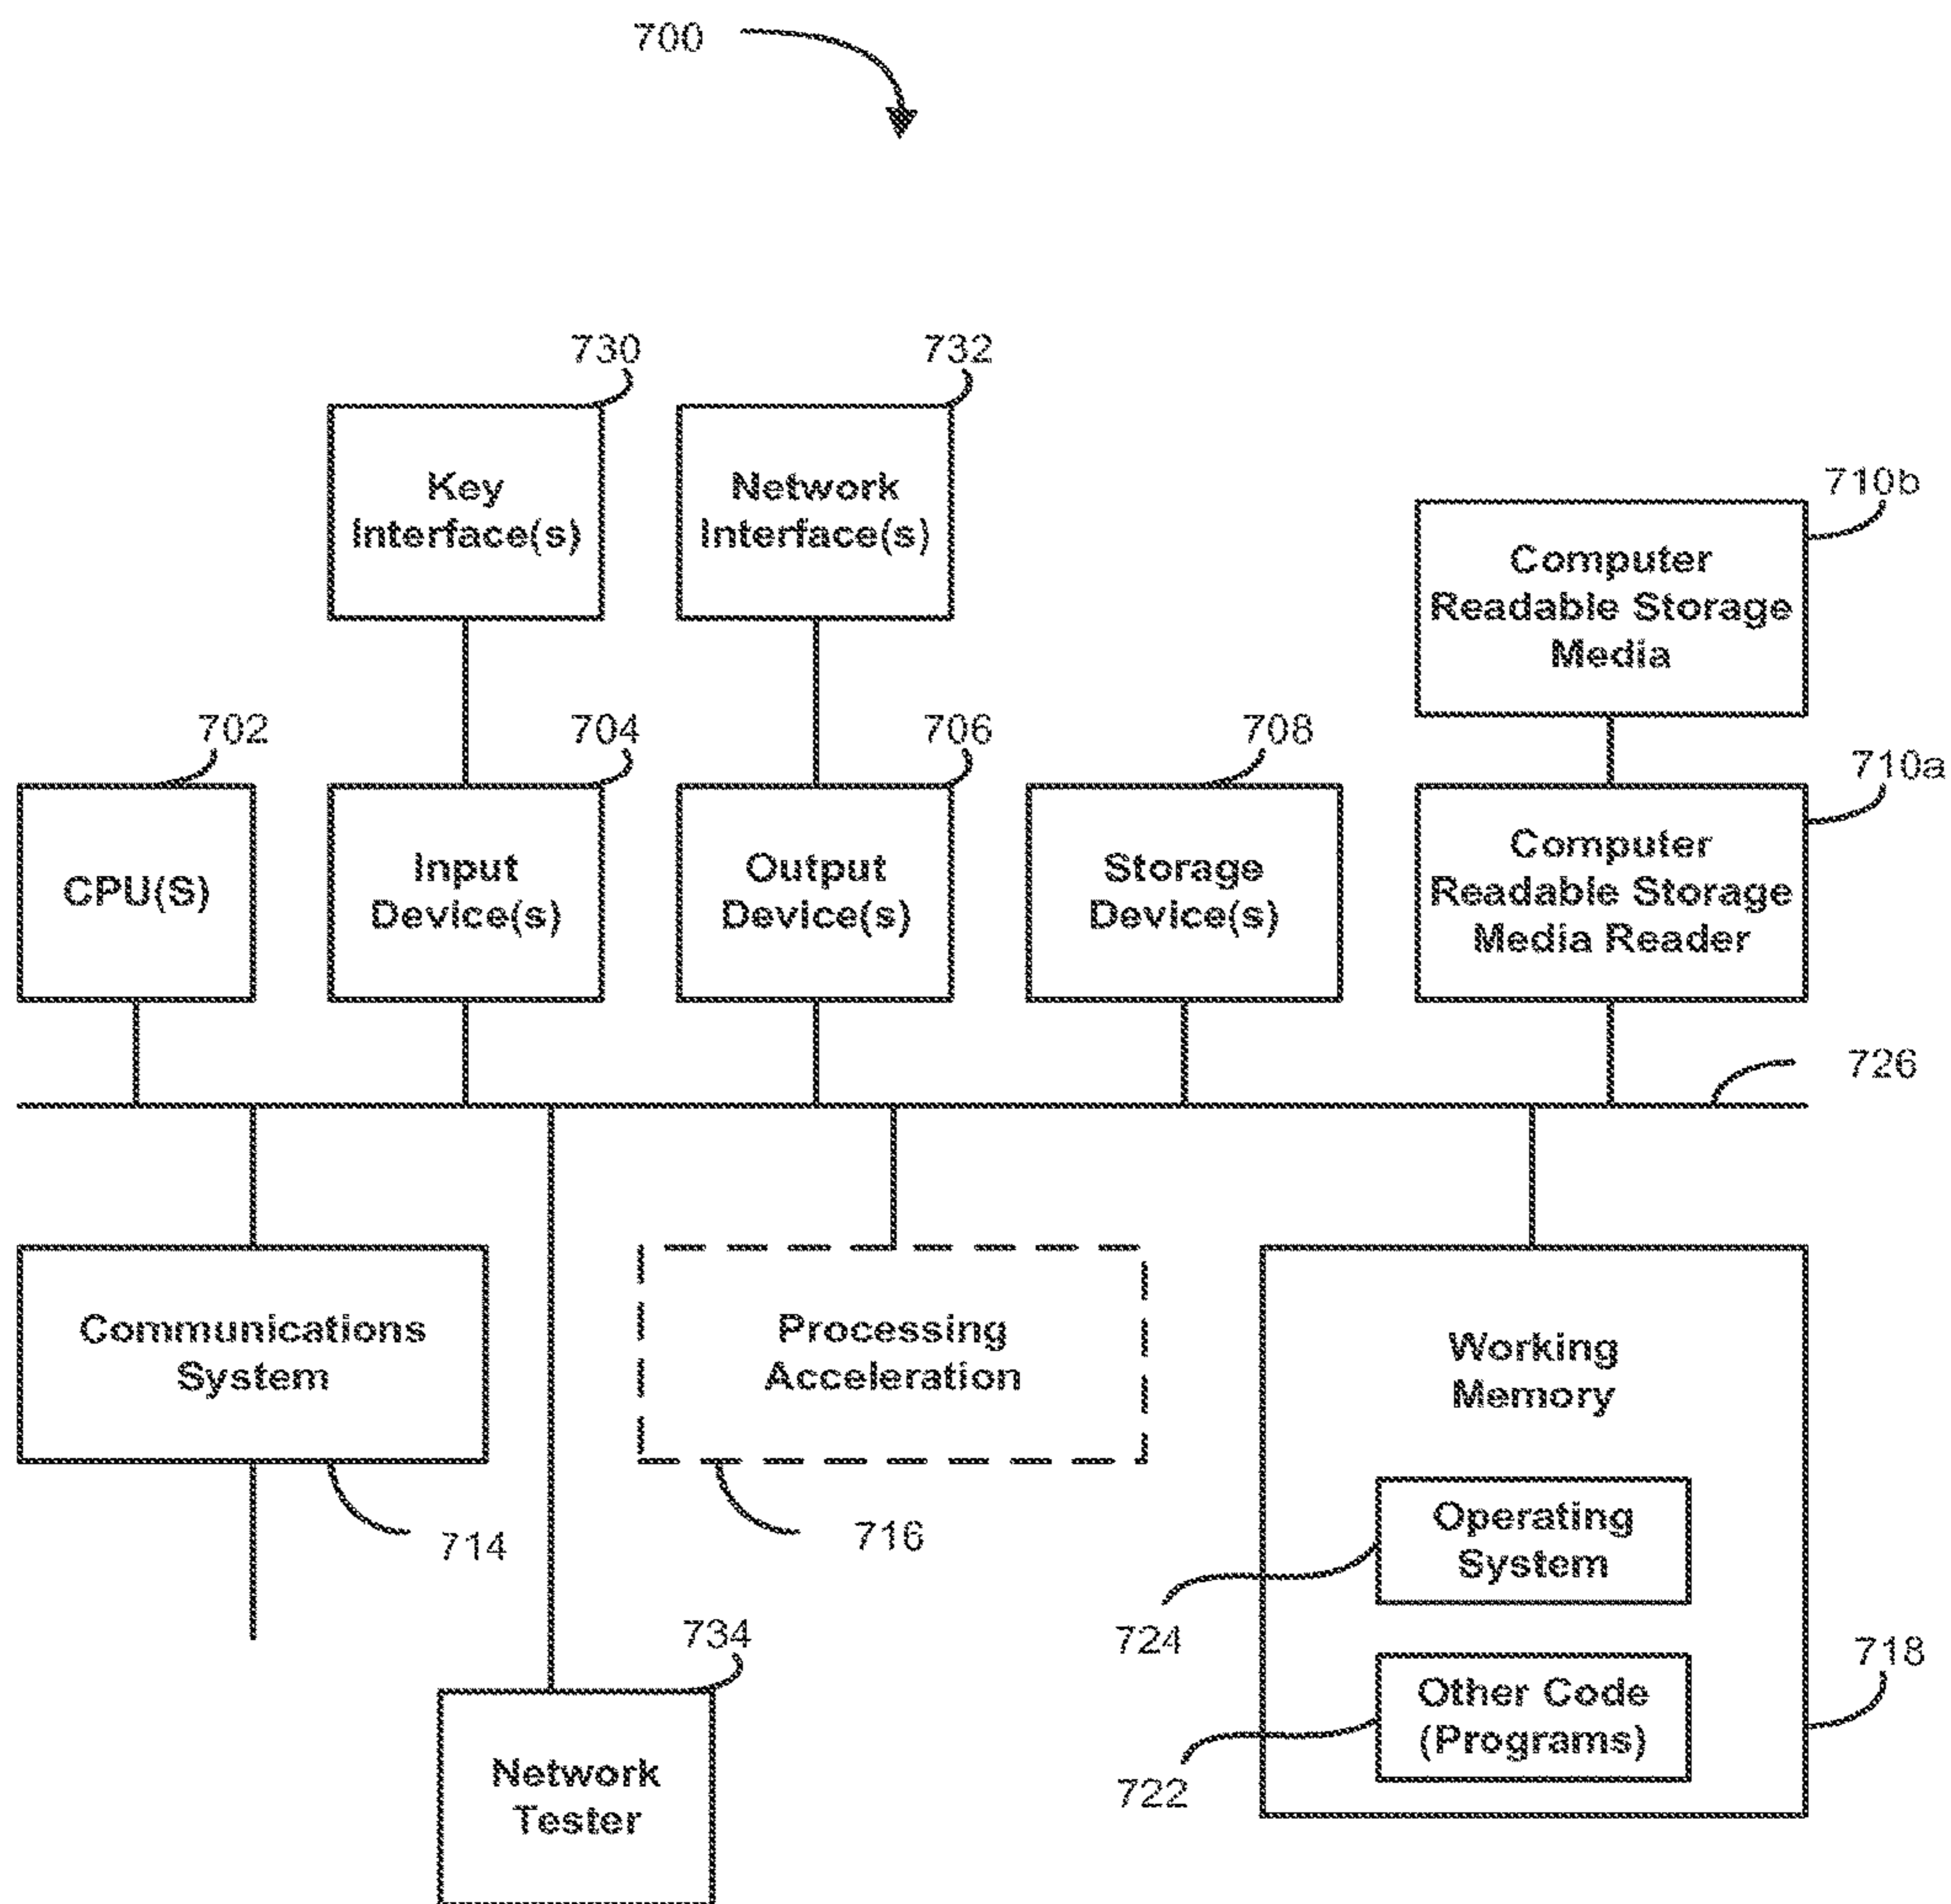 700
730
732
Key
Interface(s)
Network
Interface(s)
710b
Computer
Readable Storage
Media
702
704
706
708
710a
CPU(S)
Input
Device(s)
Output
Device(s)
Storage
Device(s)
Computer
Readable Storage
Media Reader
726
Communications
System
Processing
Acceleration
Working
Memory
714
716
Operating
System
724
734
718
Other Code
(Programs)
722
Network
Tester